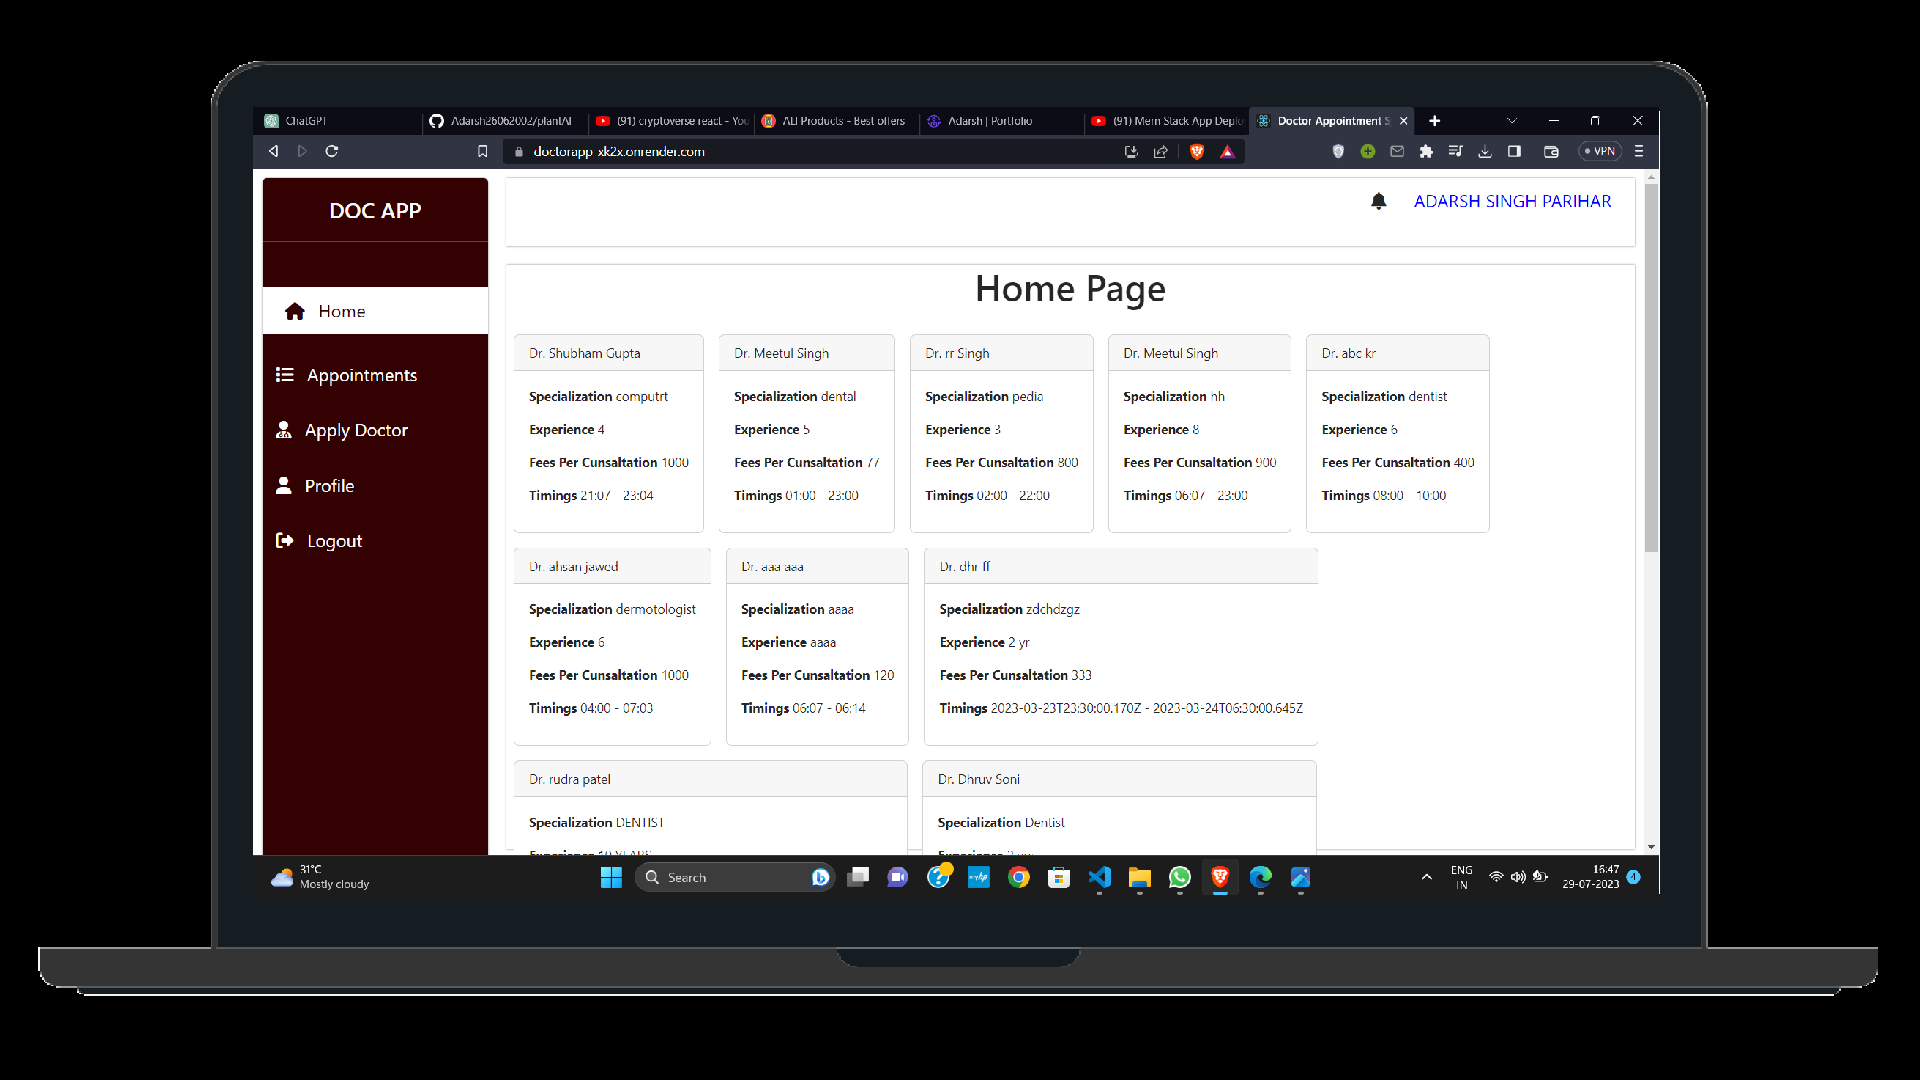 ChatGPT
Adarsh26062002/plantAI
(91) cryptoverse react - You
ALI Products - Best offers
Adarsh | Portfolio
(91) Mern Stack App Deplo
Doctor Appointment S
doctorapp-xk2x.onrender.com
VPN
DOC APP
ADARSH SINGH PARIHAR
Home
Appointments
Apply Doctor
Profile
Logout
Home Page
Dr. Shubham Gupta
Specialization computrt
Experience 4
Fees Per Cunsaltation 1000
Timings 21:07 - 23:04
Dr. Meetul Singh
Specialization dental
Experience 5
Fees Per Cunsaltation 77
Timings 01:00 - 23:00
Dr. rr Singh
Specialization pedia
Experience 3
Fees Per Cunsaltation 800
Timings 02:00 - 22:00
Dr. Meetul Singh
Specialization hh
Experience 8
Fees Per Cunsaltation 900
Timings 06:07 - 23:00
Dr. abc kr
Specialization dentist
Experience 6
Fees Per Cunsaltation 400
Timings 08:00 - 10:00
Dr. ahsan jawed
Specialization dermotologist
Experience 6
Fees Per Cunsaltation 1000
Timings 04:00 - 07:03
Dr. aaa aaa
Specialization aaaa
Experience aaaa
Fees Per Cunsaltation 120
Timings 06:07 - 06:14
Dr. dhr ff
Specialization zdchdzgz
Experience 2 yr
Fees Per Cunsaltation 333
Timings 2023-03-23T23:30:00.170Z - 2023-03-24T06:30:00.645Z
Dr. rudra patel
Specialization DENTIST
Experience 10 YEARS
Dr. Dhruv Soni
Specialization Dentist
31°C
Mostly cloudy
Search
ENG
IN
16:47
29-07-2023
4